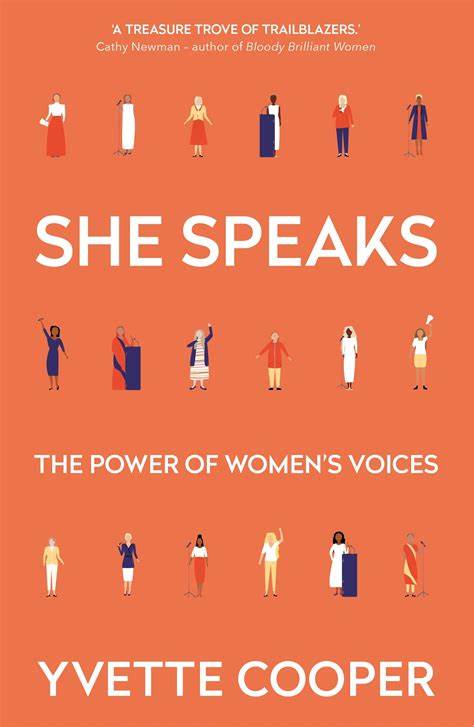 'A TREASURE TROVE OF TRAILBLAZERS.'
Cathy Newman – author of Bloody Brilliant Women
SHE SPEAKS
THE POWER OF WOMEN'S VOICES
YVETTE COOPER